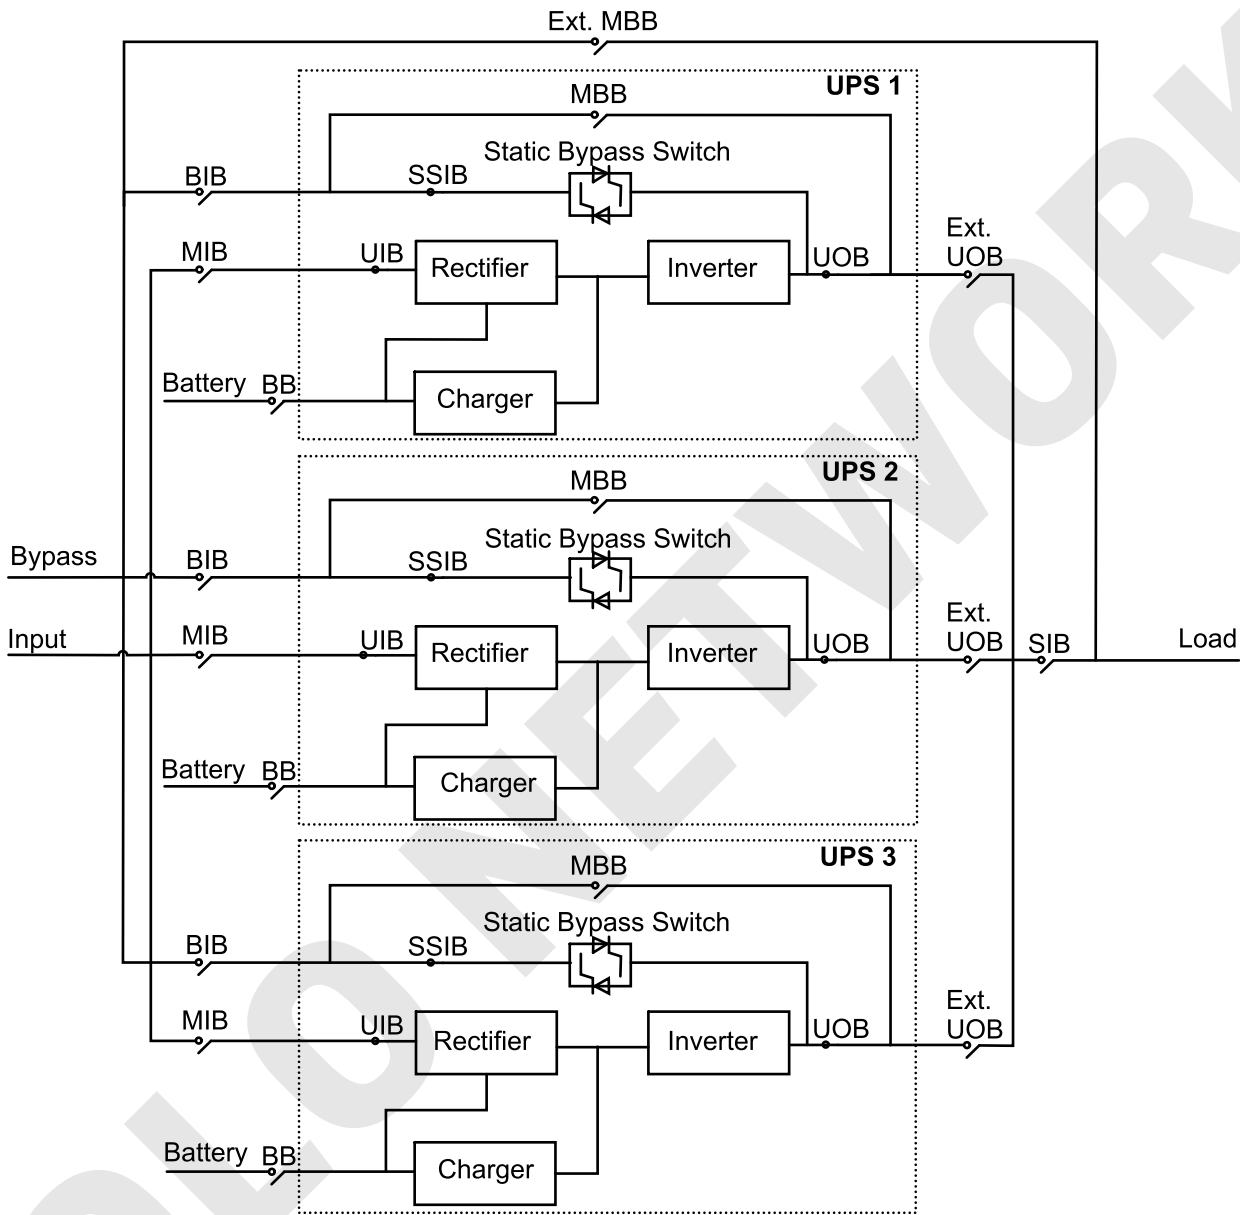 Ext. MBB
UPS 1
MBB
Static Bypass Switch
BIB
SSIB
MIB
UIB
Rectifier
Inverter
UOB
Ext.
UOB
Battery
BB
Charger
UPS 2
MBB
Static Bypass Switch
Bypass
BIB
SSIB
Input
MIB
UIB
Rectifier
Inverter
UOB
Ext.
UOB
SIB
Load
Battery
BB
Charger
UPS 3
MBB
Static Bypass Switch
BIB
SSIB
MIB
UIB
Rectifier
Inverter
UOB
Ext.
UOB
Battery
BB
Charger
OLO NETWORK